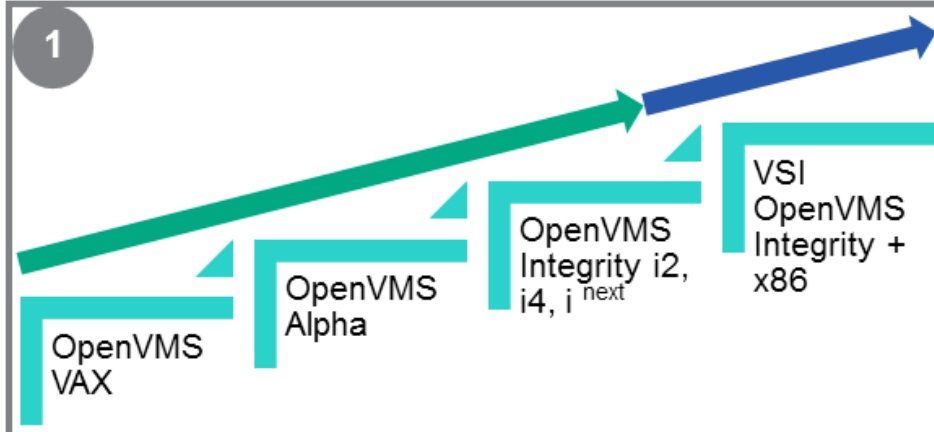 1
OpenVMS
VAX
OpenVMS
Alpha
OpenVMS
Integrity i2,
i4, i next
VSI
OpenVMS
Integrity +
x86